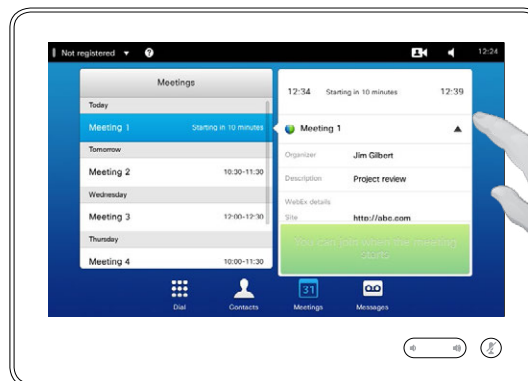 Not registered
12:24
Meetings
Today
Meeting 1 Starting in 10 minutes
Tomorrow
Meeting 2 10:30-11:30
Wednesday
Meeting 3 12:00-12:30
Thursday
Meeting 4 10:00-11:30
12:34 Starting in 10 minutes 12:39
Meeting 1
Organizer Jim Gilbert
Description Project review
WebEx details
Site http://abc.com
You can join when the meeting
starts
31
Dial Contacts Meetings Messages